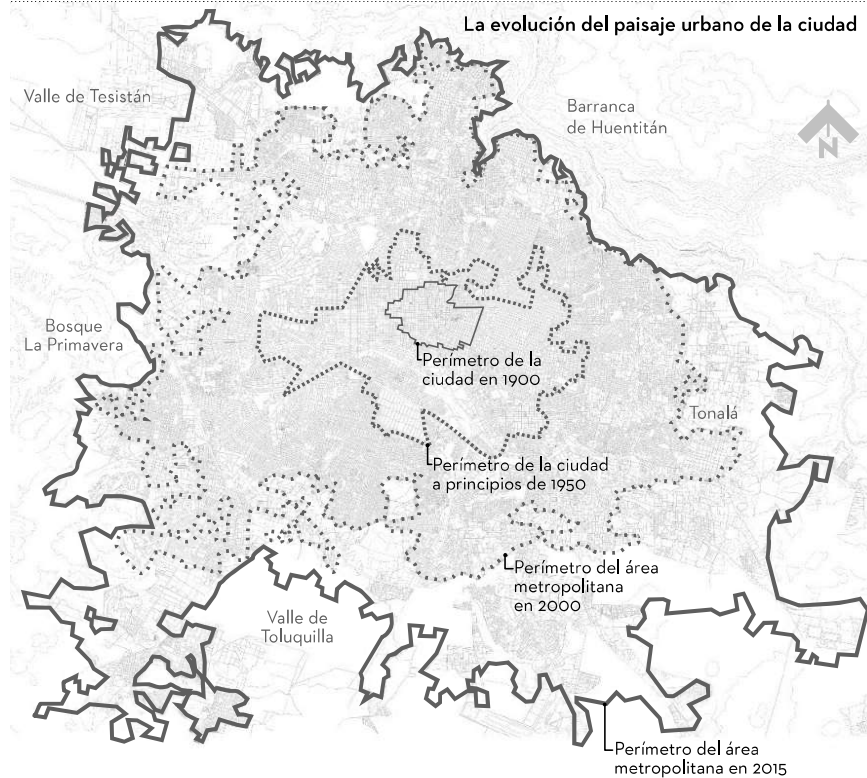 La evolución del paisaje urbano de la ciudad
Valle de Tesistán
Barranca
de Huentitán
N
Bosque
La Primavera
Perímetro de la
ciudad en 1900
Tonalá
Perímetro de la ciudad
a principios de 1950
Perímetro del área
metropolitana
en 2000
Valle de
Toluquilla
Perímetro del área
metropolitana en 2015